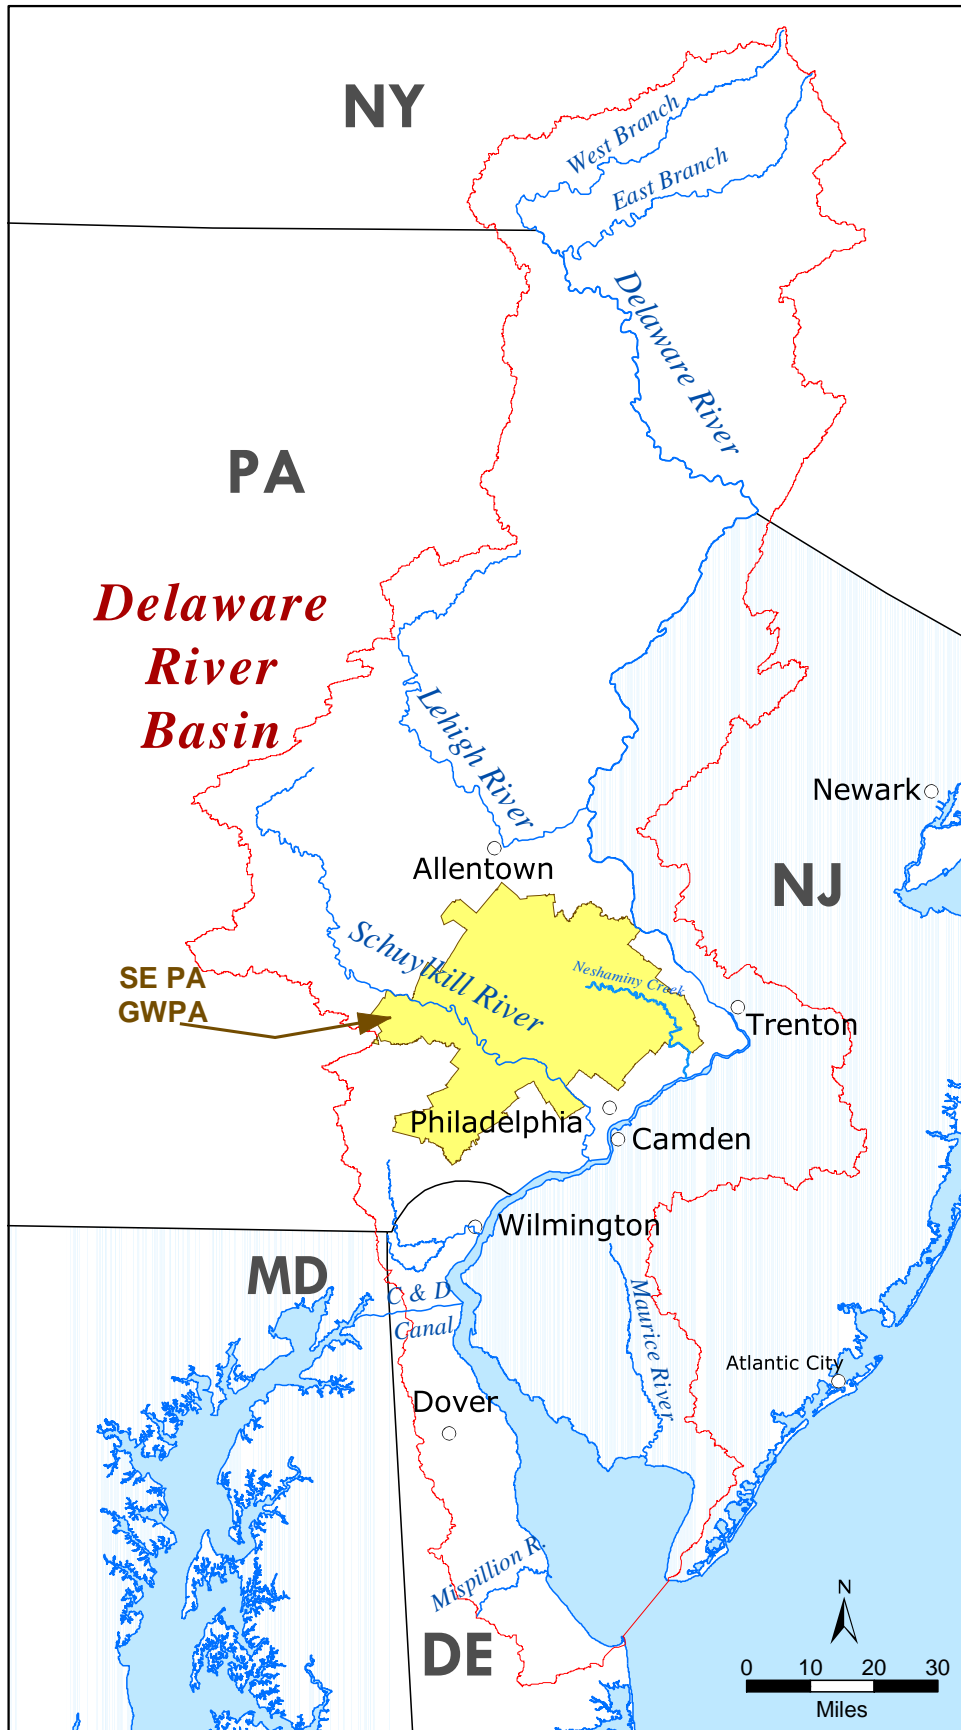 NY
West Branch
East Branch
Delaware River
PA
Delaware
River
Basin
Lehigh River
Newark
Allentown
NJ
Schuylkill River
Neshaminy Creek
SE PA
GWPA
Trenton
Philadelphia
Camden
Wilmington
MD
C & D
Canal
Maurice River
Atlantic City
Dover
Mispillion R.
DE
N
0 10 20 30
Miles